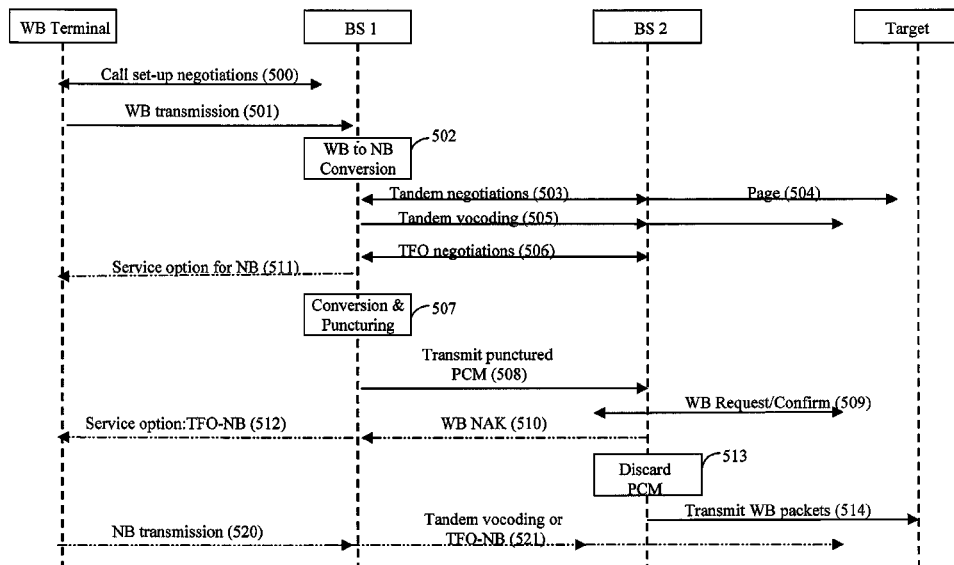 WB Terminal
BS 1
BS 2
Target
Call set-up negotiations (500)
WB transmission (501)
502
WB to NB
Conversion
Tandem negotiations (503)
Page (504)
Tandem vocoding (505)
TFO negotiations (506)
Service option for NB (511)
Conversion &
Puncturing
507
Transmit punctured
PCM (508)
WB Request/Confirm (509)
Service option:TFO-NB (512)
WB NAK (510)
513
Discard
PCM
Transmit WB packets (514)
NB transmission (520)
Tandem vocoding or
TFO-NB (521)